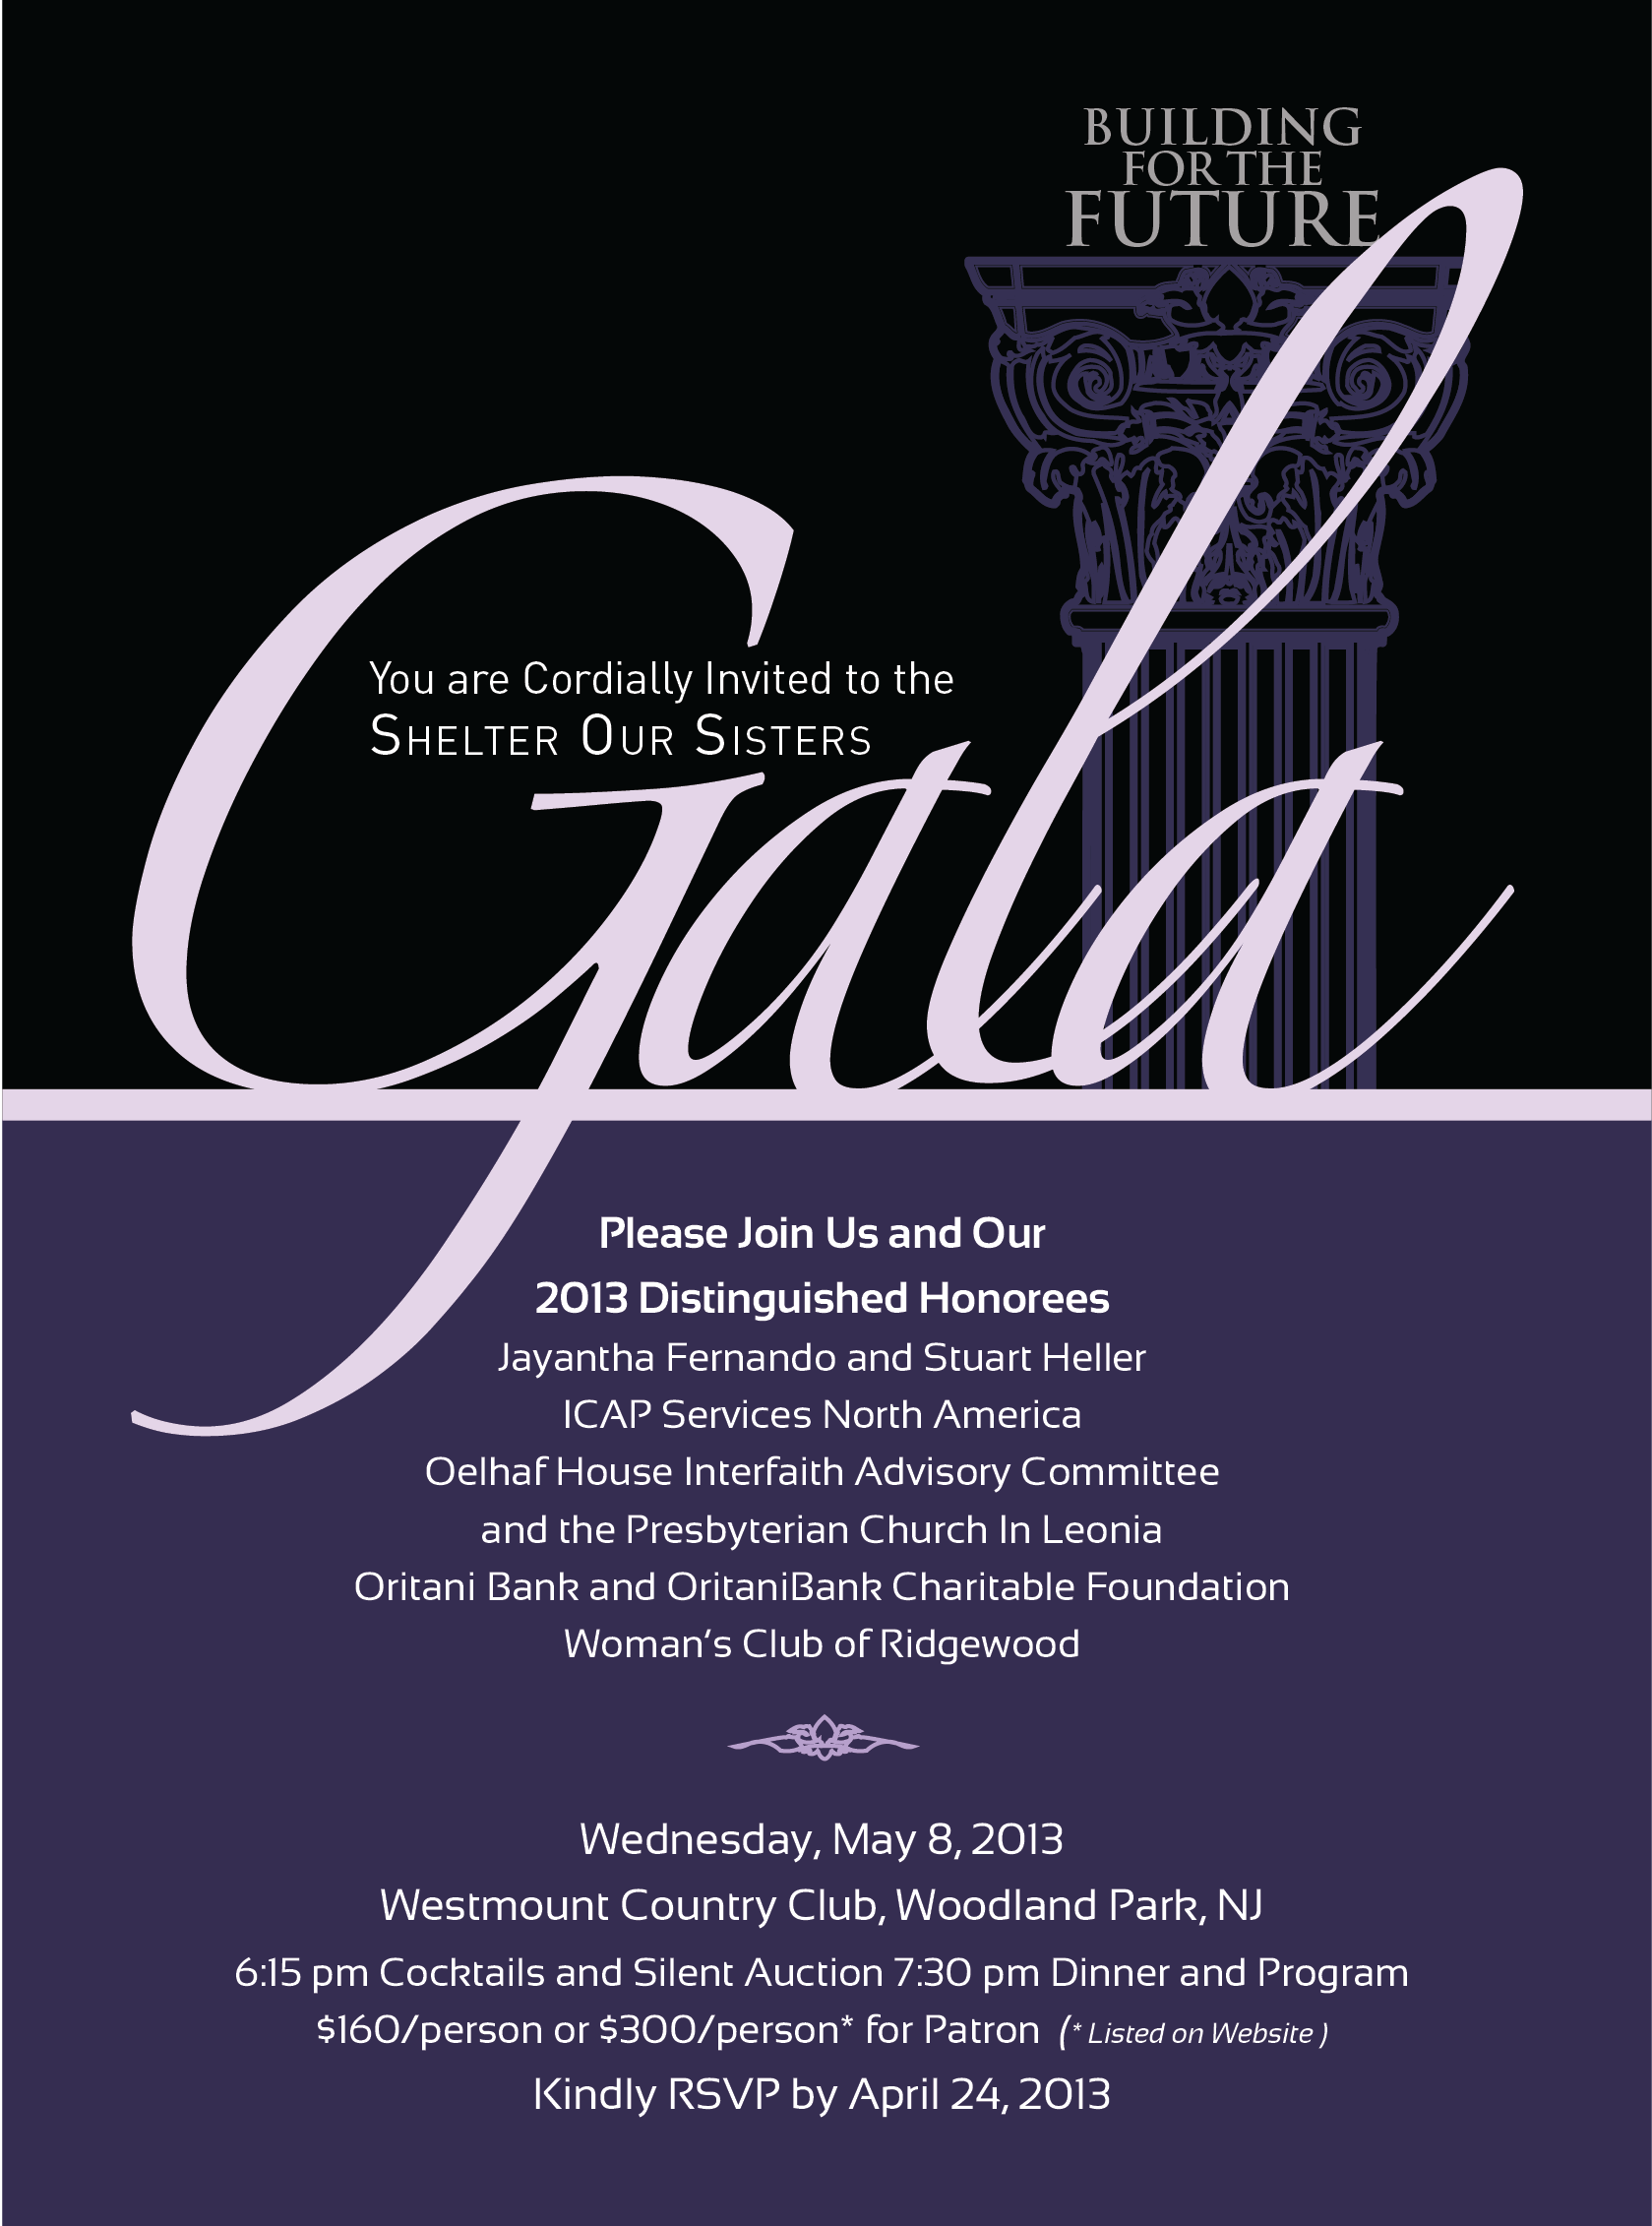 BUILDING
FOR THE
FUTURE
You are Cordially Invited to the
SHELTER OUR SISTERS
Gala
Please Join Us and Our
2013 Distinguished Honorees
Jayantha Fernando and Stuart Heller
ICAP Services North America
Oelhaf House Interfaith Advisory Committee
and the Presbyterian Church In Leonia
Oritani Bank and OritaniBank Charitable Foundation
Woman's Club of Ridgewood
Wednesday, May 8, 2013
Westmount Country Club, Woodland Park, NJ
6:15 pm Cocktails and Silent Auction 7:30 pm Dinner and Program
$160/person or $300/person* for Patron (* Listed on Website )
Kindly RSVP by April 24, 2013